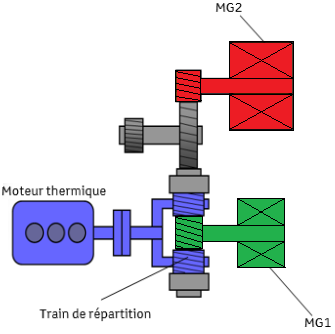 MG2
Moteur thermique
Train de répartition
MG1